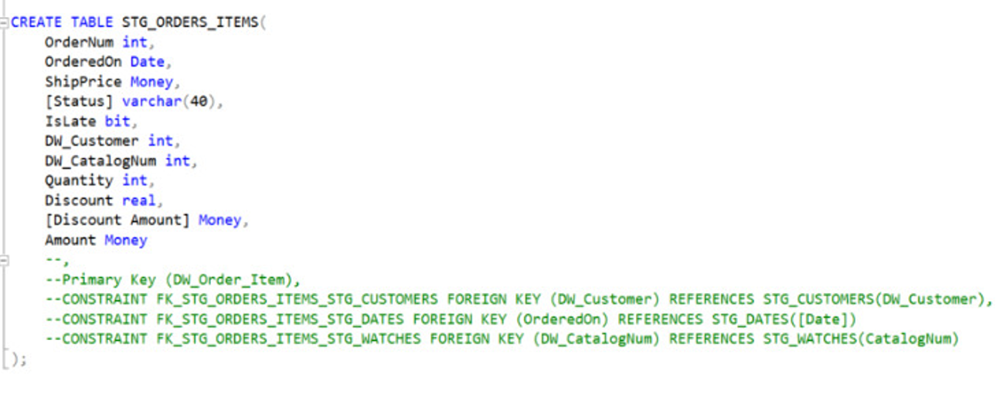 CREATE TABLE STG_ORDERS_ITEMS(
OrderNum int,
OrderedOn Date,
ShipPrice Money,
[Status] varchar(40),
IsLate bit,
DW_Customer int,
DW_CatalogNum int,
Quantity int,
Discount real,
[Discount Amount] Money,
Amount Money
--,
--Primary Key (DW_Order_Item),
--CONSTRAINT FK_STG_ORDERS_ITEMS_STG_CUSTOMERS FOREIGN KEY (DW_Customer) REFERENCES STG_CUSTOMERS(DW_Customer),
--CONSTRAINT FK_STG_ORDERS_ITEMS_STG_DATES FOREIGN KEY (OrderedOn) REFERENCES STG_DATES([Date])
--CONSTRAINT FK_STG_ORDERS_ITEMS_STG_WATCHES FOREIGN KEY (DW_CatalogNum) REFERENCES STG_WATCHES(CatalogNum)
);